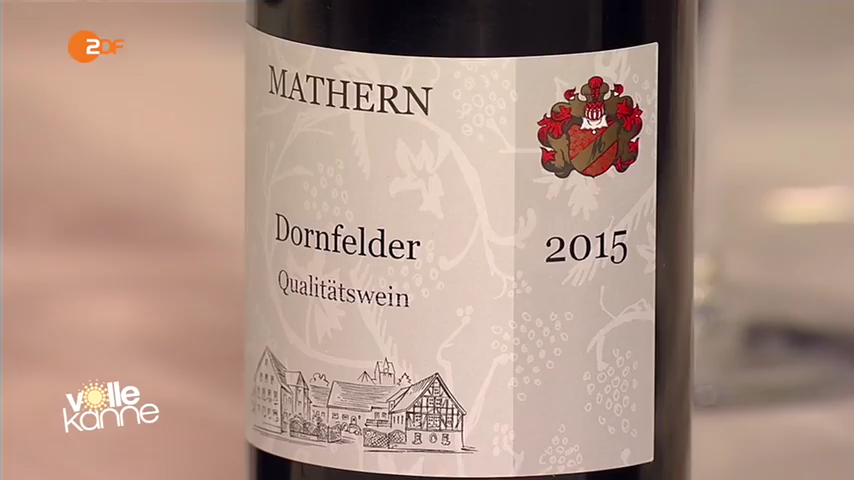 2DF
MATHERN
Dornfelder
2015
Qualitätswein
volle
kanne